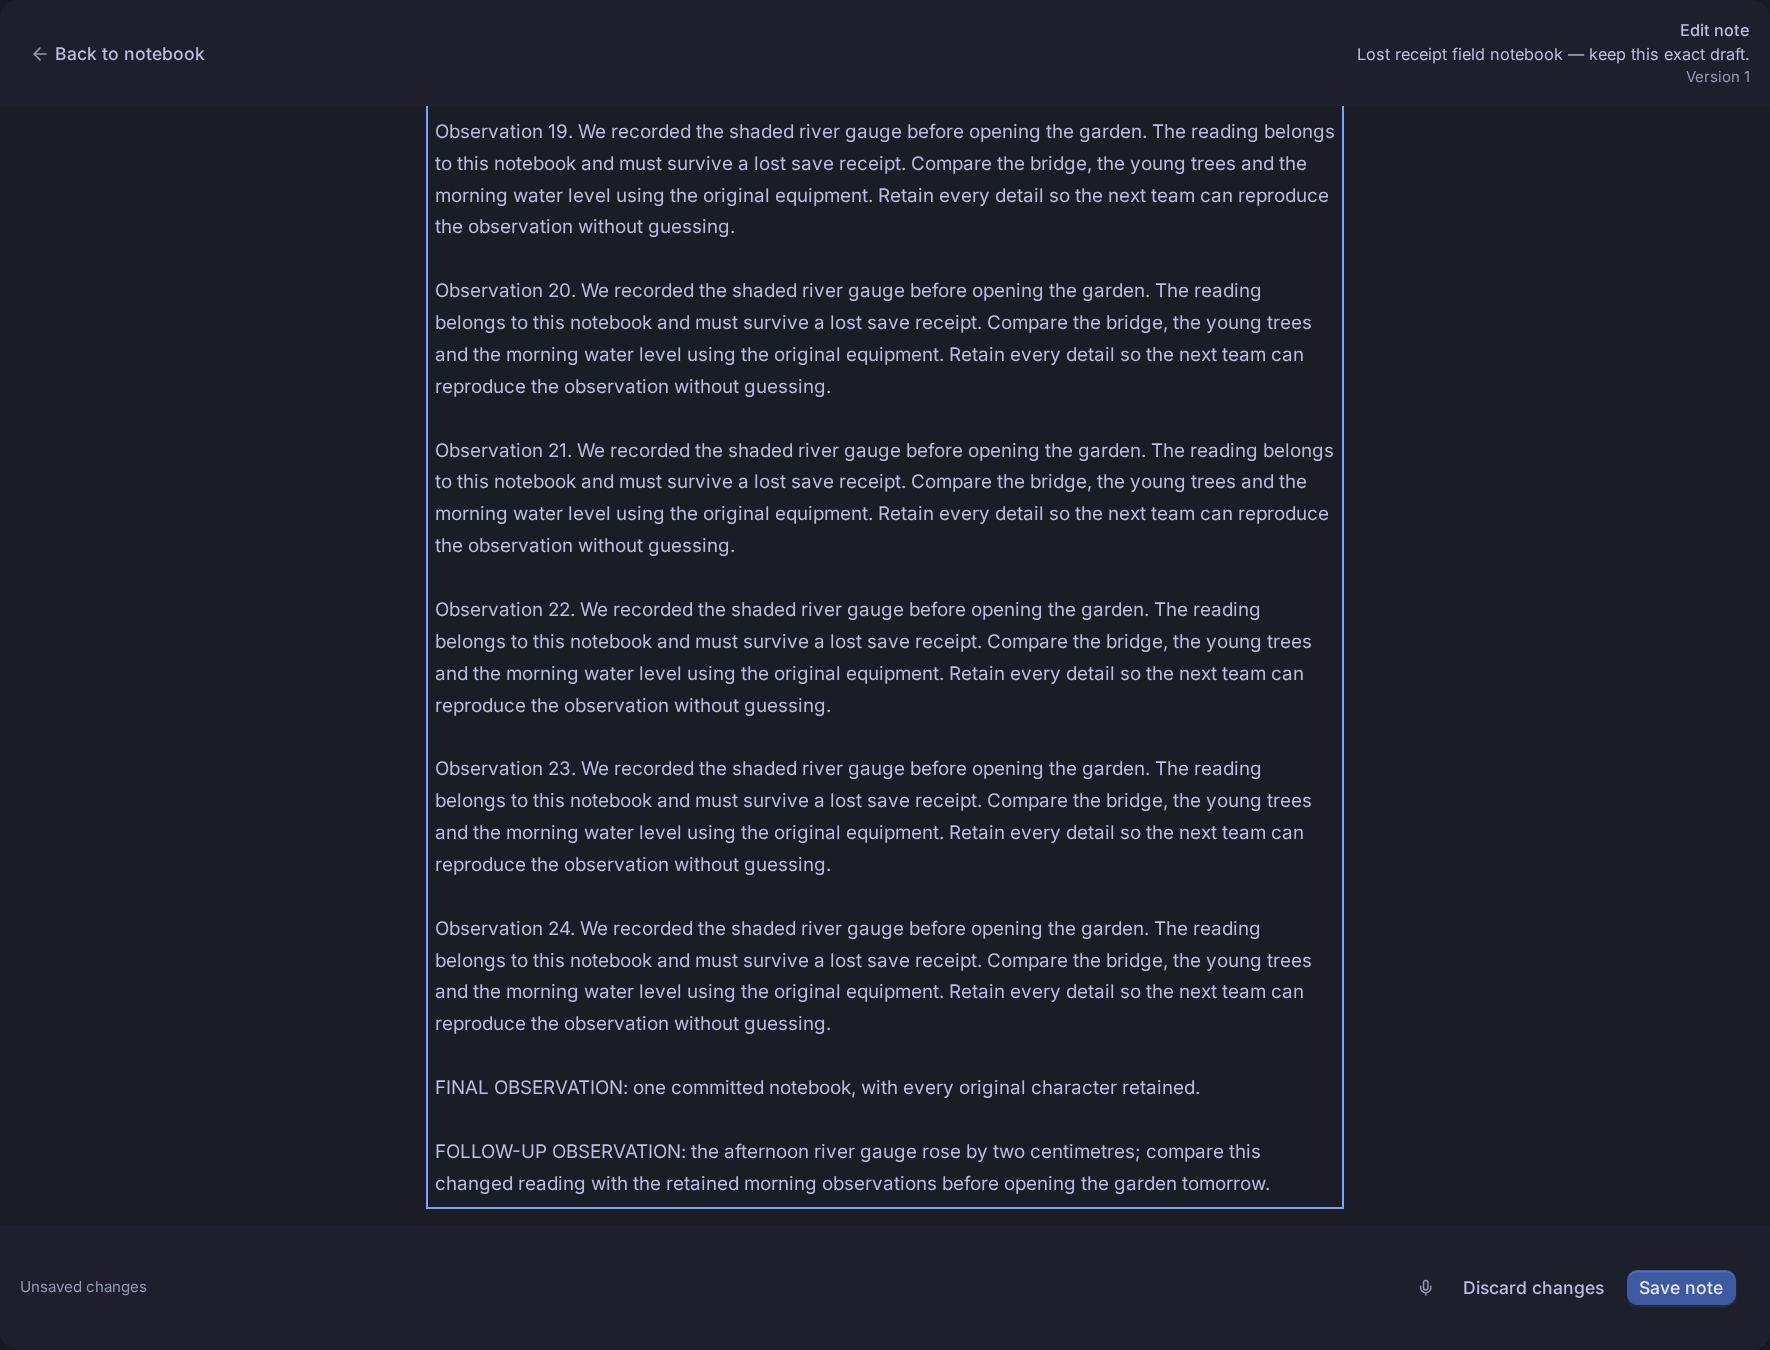 Back to notebook
Edit note
Lost receipt field notebook — keep this exact draft.
Version 1
Observation 19. We recorded the shaded river gauge before opening the garden. The reading belongs
to this notebook and must survive a lost save receipt. Compare the bridge, the young trees and the
morning water level using the original equipment. Retain every detail so the next team can reproduce
the observation without guessing.
Observation 20. We recorded the shaded river gauge before opening the garden. The reading
belongs to this notebook and must survive a lost save receipt. Compare the bridge, the young trees
and the morning water level using the original equipment. Retain every detail so the next team can
reproduce the observation without guessing.
Observation 21. We recorded the shaded river gauge before opening the garden. The reading belongs
to this notebook and must survive a lost save receipt. Compare the bridge, the young trees and the
morning water level using the original equipment. Retain every detail so the next team can reproduce
the observation without guessing.
Observation 22. We recorded the shaded river gauge before opening the garden. The reading
belongs to this notebook and must survive a lost save receipt. Compare the bridge, the young trees
and the morning water level using the original equipment. Retain every detail so the next team can
reproduce the observation without guessing.
Observation 23. We recorded the shaded river gauge before opening the garden. The reading
belongs to this notebook and must survive a lost save receipt. Compare the bridge, the young trees
and the morning water level using the original equipment. Retain every detail so the next team can
reproduce the observation without guessing.
Observation 24. We recorded the shaded river gauge before opening the garden. The reading
belongs to this notebook and must survive a lost save receipt. Compare the bridge, the young trees
and the morning water level using the original equipment. Retain every detail so the next team can
reproduce the observation without guessing.
FINAL OBSERVATION: one committed notebook, with every original character retained.
FOLLOW-UP OBSERVATION: the afternoon river gauge rose by two centimetres; compare this
changed reading with the retained morning observations before opening the garden tomorrow.
Unsaved changes
Discard changes
Save note